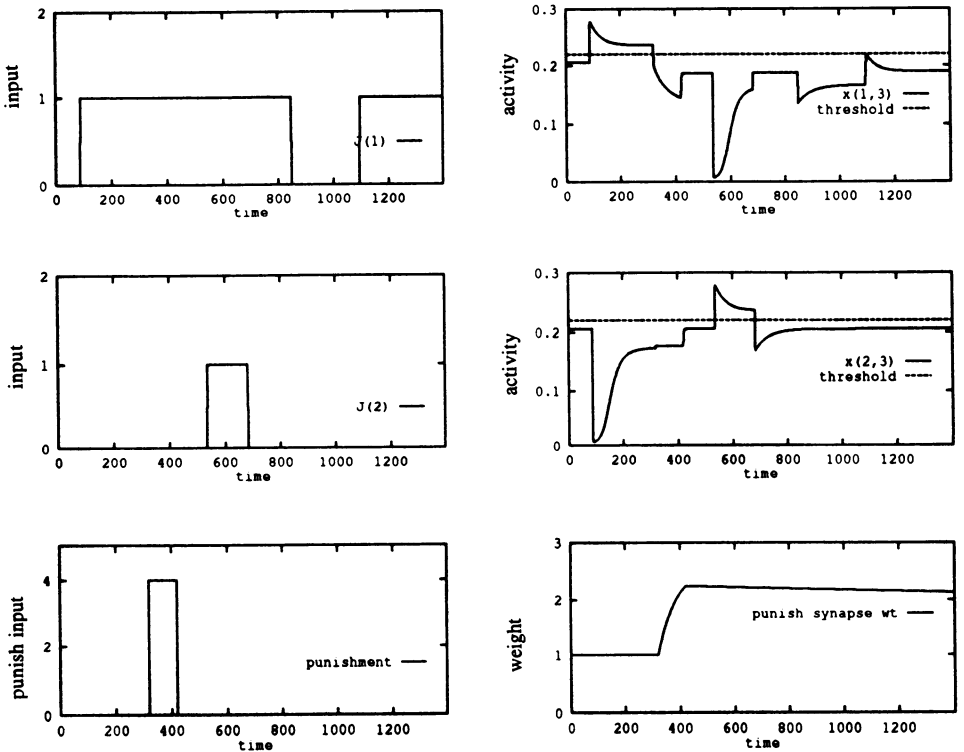 2
1
0
input
J(1)
0 200 400 600 800 1000 1200
time
0.3
0.2
0.1
0
activity
x(1,3)
threshold
0 200 400 600 800 1000 1200
time
2
1
0
input
J(2)
0 200 400 600 800 1000 1200
time
0.3
0.2
0.1
0
activity
x(2,3)
threshold
0 200 400 600 800 1000 1200
time
4
2
0
punish input
punishment
0 200 400 600 800 1000 1200
time
3
2
1
0
weight
punish synapse wt
0 200 400 600 800 1000 1200
time